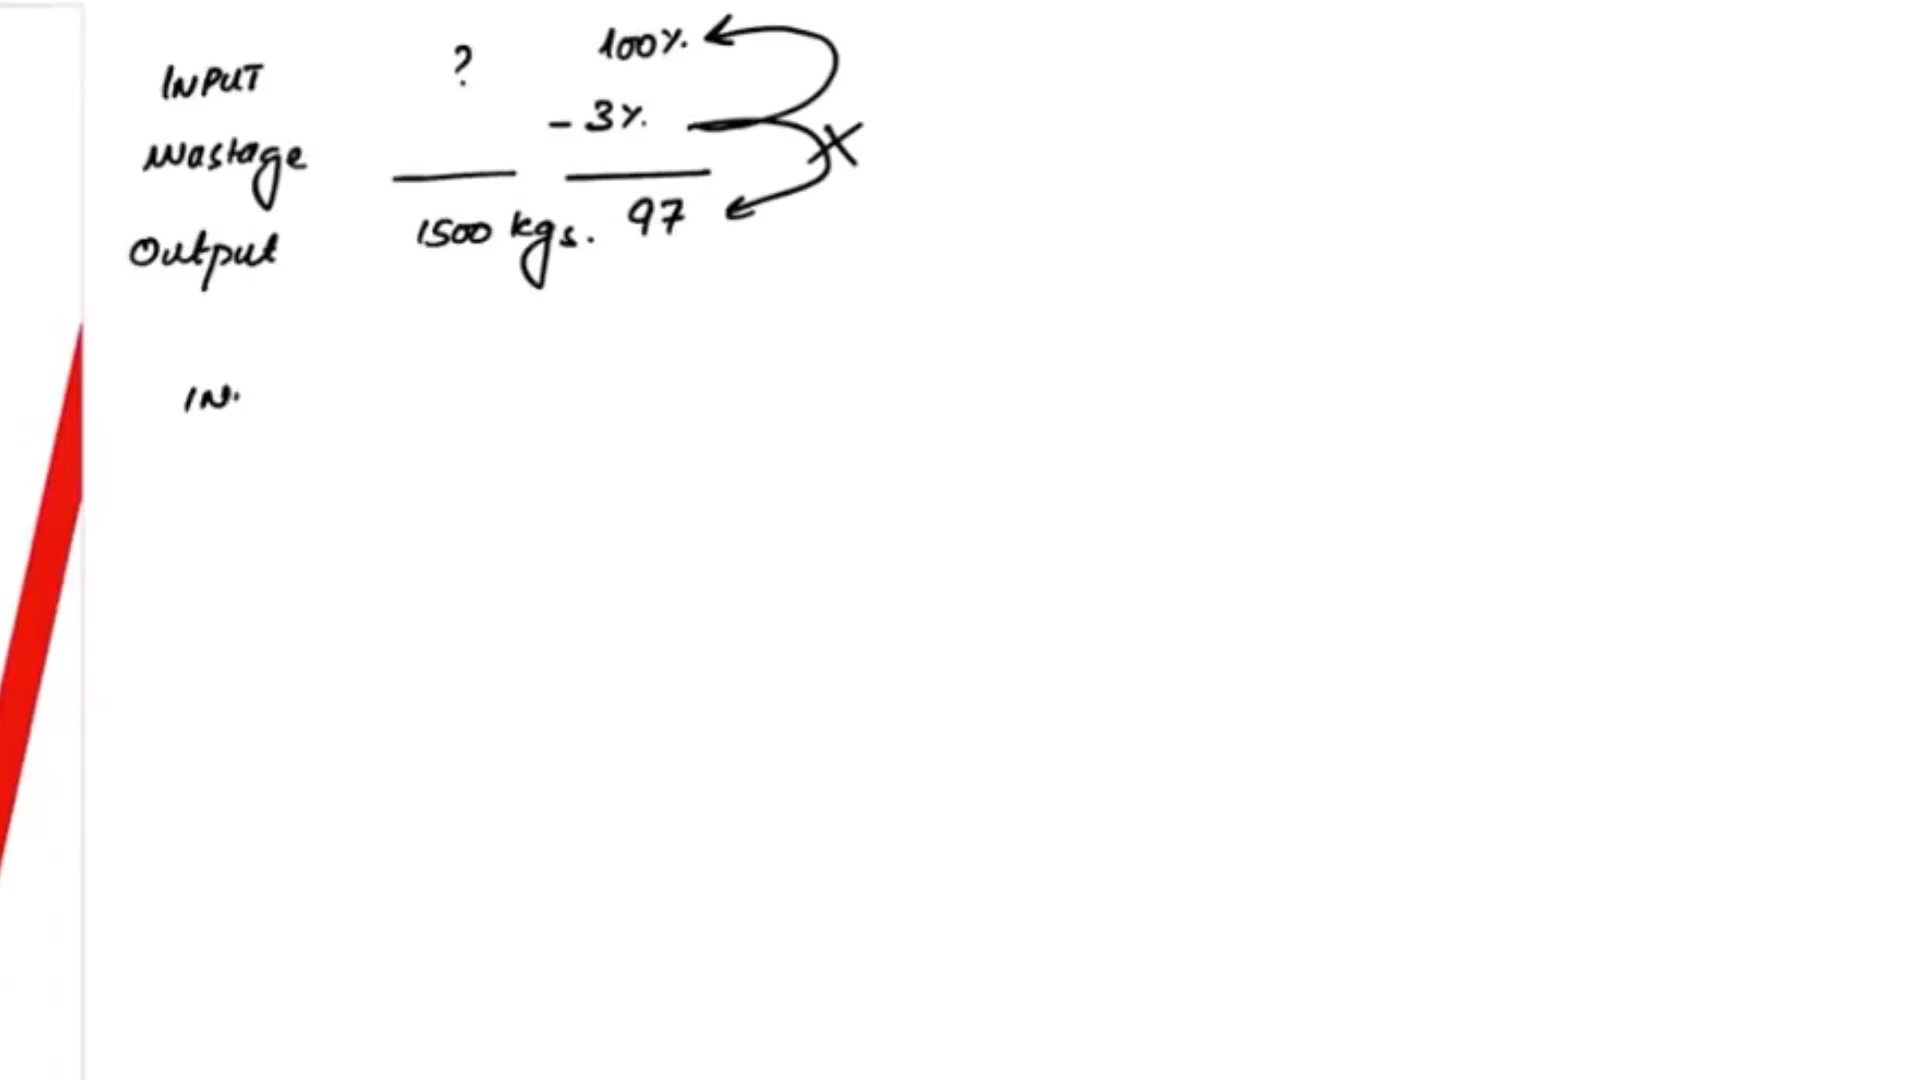 INPUT ? 100%.
Wastage - 3%.
Output 1500 kgs. 97
IN.